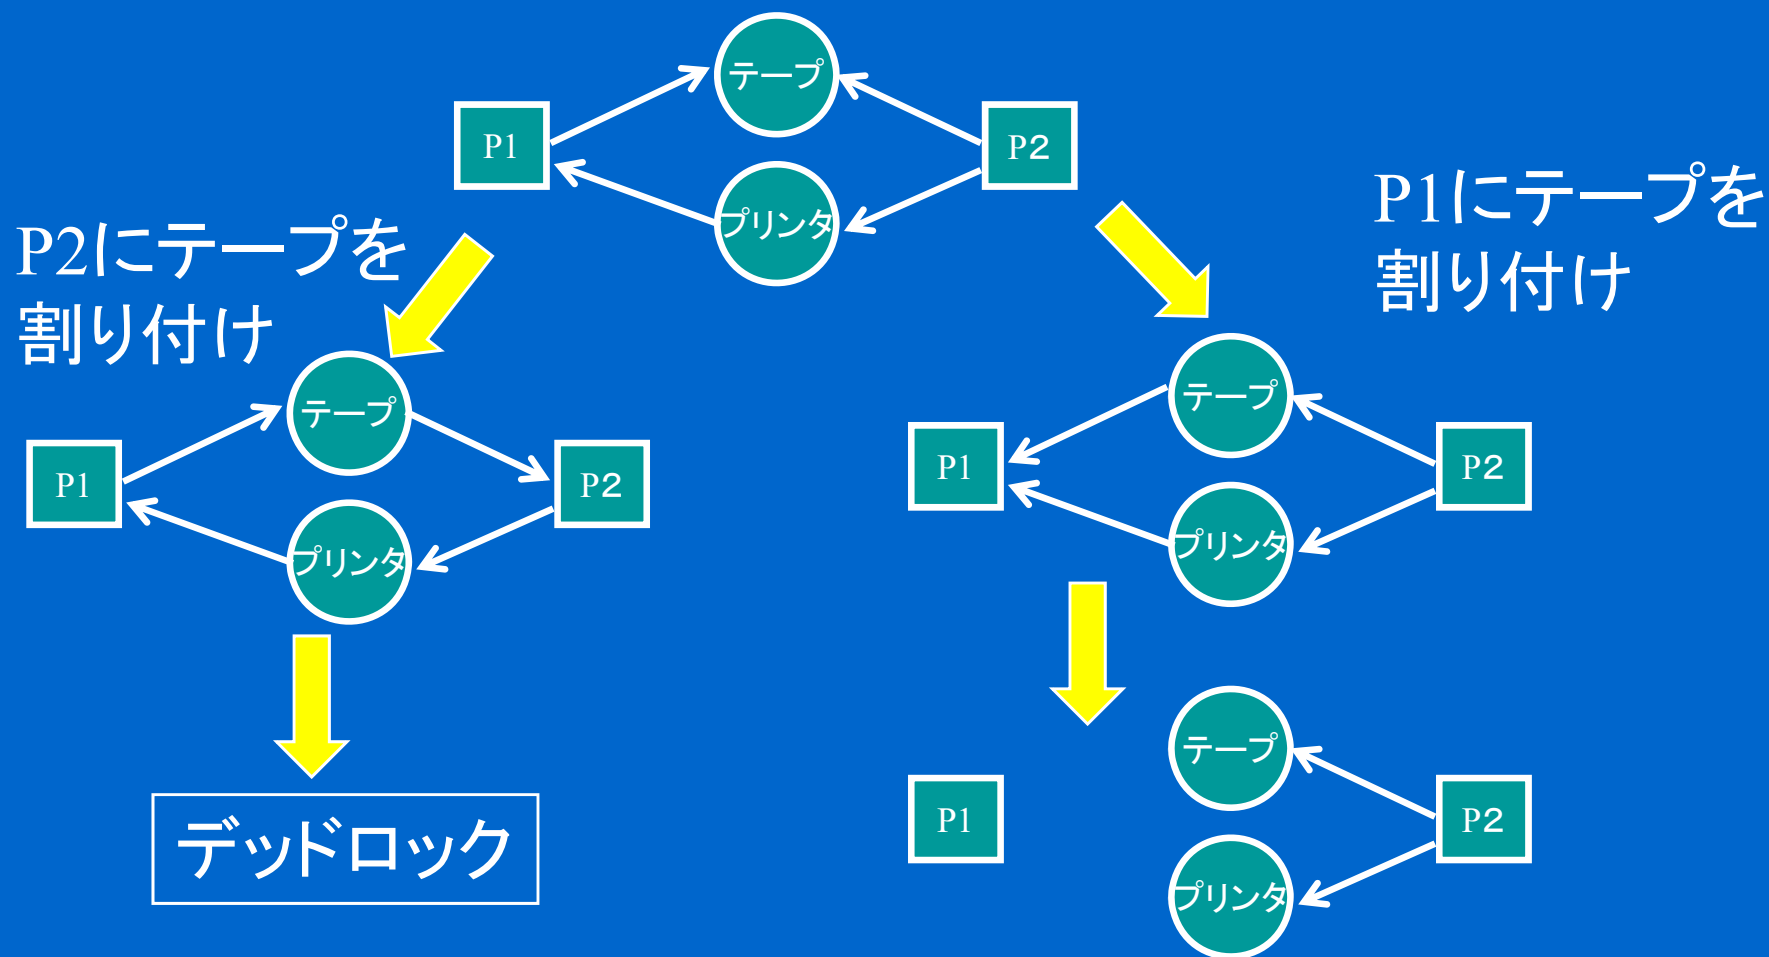 テープ
P1
P2
プリンタ
P2にテープを
割り付け
P1にテープを
割り付け
テープ
P1
P2
プリンタ
デッドロック
テープ
P1
P2
プリンタ
テープ
P1
P2
プリンタ